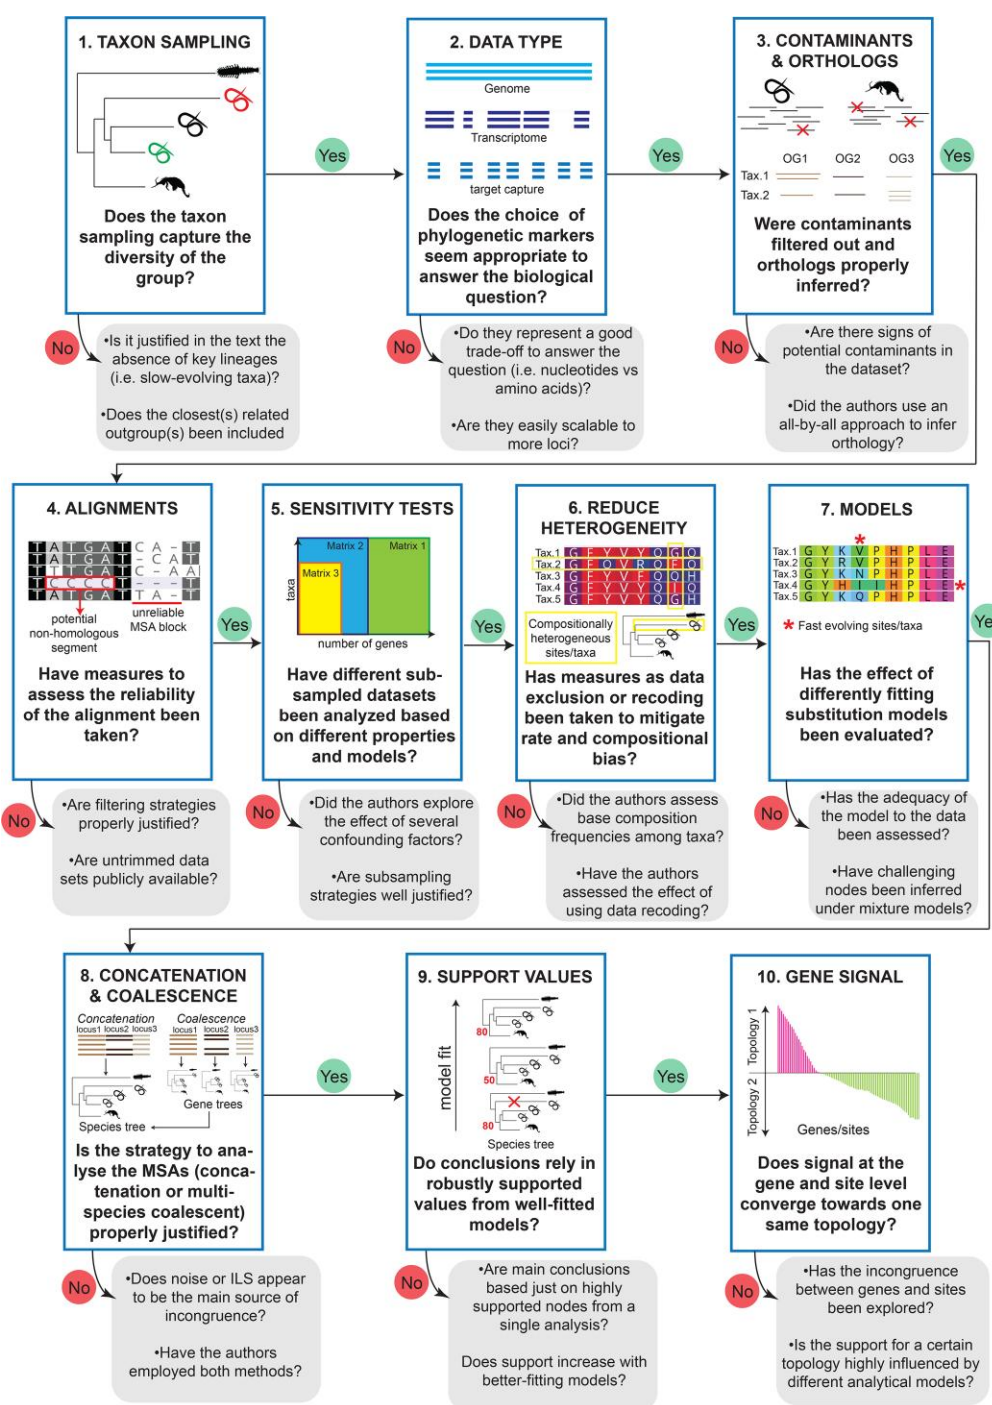 1. TAXON SAMPLING
Does the taxon
sampling capture the
diversity of the
group?
Yes
No
•Is it justified in the text the
absence of key lineages
(i.e. slow-evolving taxa)?
•Does the closest(s) related
outgroup(s) been included
2. DATA TYPE
Genome
Transcriptome
target capture
Does the choice of
phylogenetic markers
seem appropriate to
answer the biological
question?
Yes
No
•Do they represent a good
trade-off to answer the
question (i.e. nucleotides vs
amino acids)?
•Are they easily scalable to
more loci?
3. CONTAMINANTS
& ORTHOLOGS
OG1 OG2 OG3
Tax.1
Tax.2
Were contaminants
filtered out and
orthologs properly
inferred?
Yes
No
•Are there signs of
potential contaminants in
the dataset?
•Did the authors use an
all-by-all approach to infer
orthology?
4. ALIGNMENTS
T A T G A T C A - T
T A T G A T - C A T
T T T G A T C - A A
T C C C C T - - - T
T A T G A T T A - T
potential
non-homologous
segment
unreliable
MSA block
Have measures to
assess the reliability
of the alignment been
taken?
Yes
No
•Are filtering strategies
properly justified?
•Are untrimmed data
sets publicly available?
5. SENSITIVITY TESTS
taxa
Matrix 2
Matrix 1
Matrix 3
number of genes
Have different sub-
sampled datasets
been analyzed based
on different properties
and models?
Yes
No
•Did the authors explore
the effect of several
confounding factors?
•Are subsampling
strategies well justified?
6. REDUCE
HETEROGENEITY
Tax.1 G F Y V Y Q G Q
Tax.2 G F Q V R Q F Q
Tax.3 G F Y V F Q Q H
Tax.4 G F Y V Y Q I Q
Tax.5 G F Y V Y Q G H
Compositionally
heterogeneous
sites/taxa
Has measures as data
exclusion or recoding
been taken to mitigate
rate and compositional
bias?
Yes
No
•Did the authors assess
base composition
frequencies among taxa?
•Have the authors
assessed the effect of
using data recoding?
7. MODELS
*
Tax.1 G Y K V P H P L E
Tax.2 G Y R V P H P L E
Tax.3 G Y K N P H P L E
Tax.4 G Y H I I H P L E *
Tax.5 G Y K Q P H P L E
* Fast evolving sites/taxa
Has the effect of
differently fitting
substitution models
been evaluated?
Yes
No
•Has the adequacy of
the model to the data
been assessed?
•Have challenging
nodes been inferred
under mixture models?
8. CONCATENATION
& COALESCENCE
Concatenation
locus1 locus2 locus3
Coalescence
locus1 locus2 locus3
Gene trees
Species tree
Is the strategy to ana-
lyse the MSAs (conca-
tenation or multi-
species coalescent)
properly justified?
Yes
No
•Does noise or ILS appear
to be the main source of
incongruence?
•Have the authors
employed both methods?
9. SUPPORT VALUES
model fit
80
50
80
Species tree
Do conclusions rely in
robustly supported
values from well-fitted
models?
Yes
No
•Are main conclusions
based just on highly
supported nodes from a
single analysis?
Does support increase with
better-fitting models?
10. GENE SIGNAL
Topology 1
Topology 2
Genes/sites
Does signal at the
gene and site level
converge towards one
same topology?
No
•Has the incongruence
between genes and sites
been explored?
•Is the support for a certain
topology highly influenced by
different analytical models?